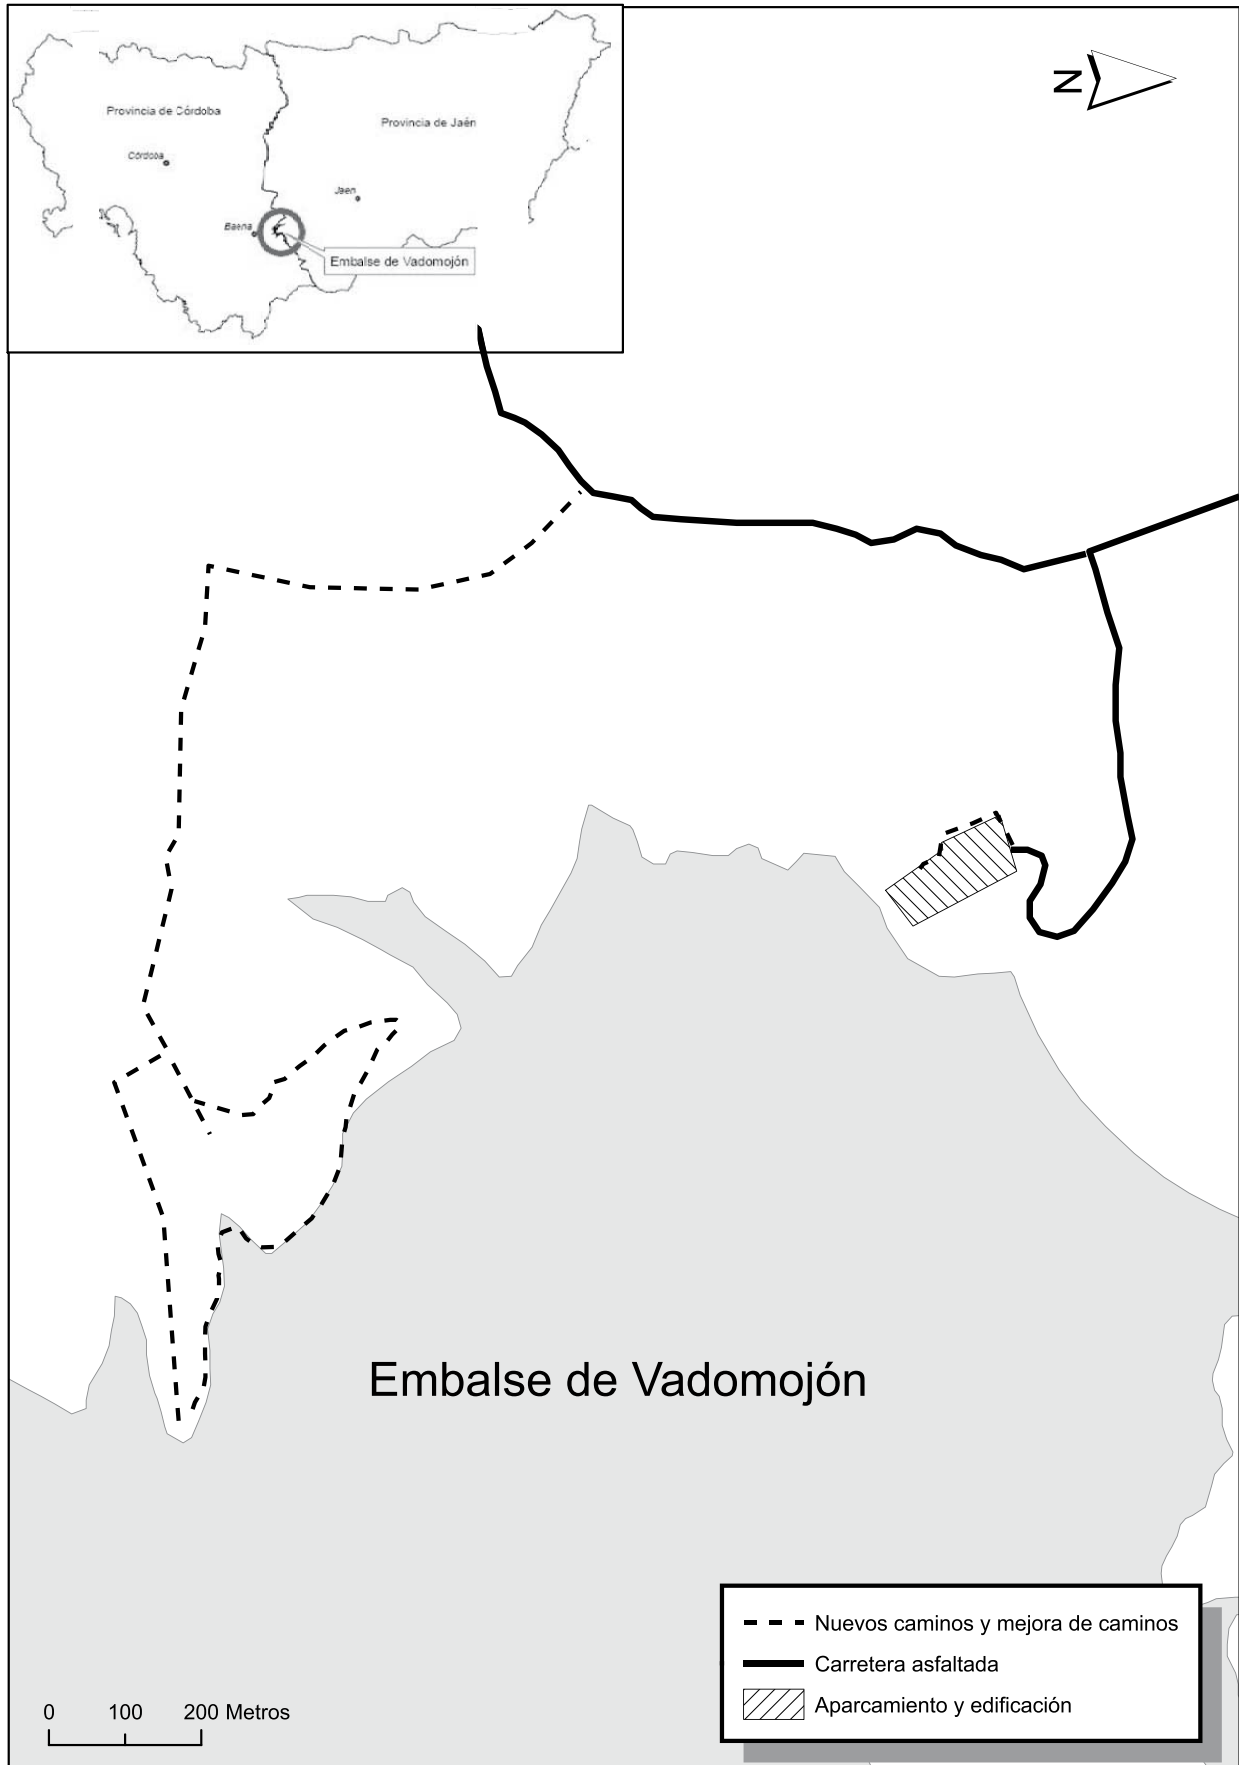 Provincia de Córdoba
Provincia de Jaén
Córdoba
Jaen
Baena
Embalse de Vadomojón
N
Embalse de Vadomojón
Nuevos caminos y mejora de caminos
Carretera asfaltada
Aparcamiento y edificación
0 100 200 Metros